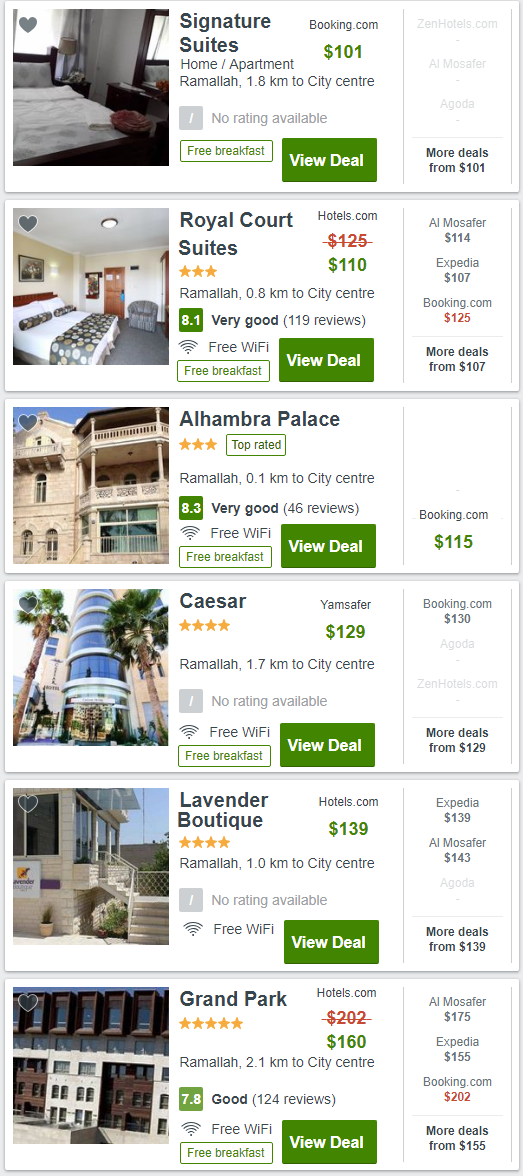 Signature
Suites
Home / Apartment
Ramallah, 1.8 km to City centre
/ No rating available
Free breakfast
Booking.com
$101
View Deal
ZenHotels.com
-
Al Mosafer
-
Agoda
-
More deals
from $101
Royal Court
Suites
Ramallah, 0.8 km to City centre
8.1 Very good (119 reviews)
Free WiFi
Free breakfast
Hotels.com
$125
$110
View Deal
Al Mosafer
$114
Expedia
$107
Booking.com
$125
More deals
from $107
Alhambra Palace
Top rated
Ramallah, 0.1 km to City centre
8.3 Very good (46 reviews)
Free WiFi
Free breakfast
View Deal
-
Booking.com
$115
Caesar
Ramallah, 1.7 km to City centre
/ No rating available
Free WiFi
Free breakfast
Yamsafer
$129
View Deal
Booking.com
$130
Agoda
-
ZenHotels.com
-
More deals
from $129
Lavender
Boutique
Ramallah, 1.0 km to City centre
/ No rating available
Free WiFi
Hotels.com
$139
View Deal
Expedia
$139
Al Mosafer
$143
Agoda
-
More deals
from $139
Grand Park
Ramallah, 2.1 km to City centre
7.8 Good (124 reviews)
Free WiFi
Free breakfast
Hotels.com
$202
$160
View Deal
Al Mosafer
$175
Expedia
$155
Booking.com
$202
More deals
from $155